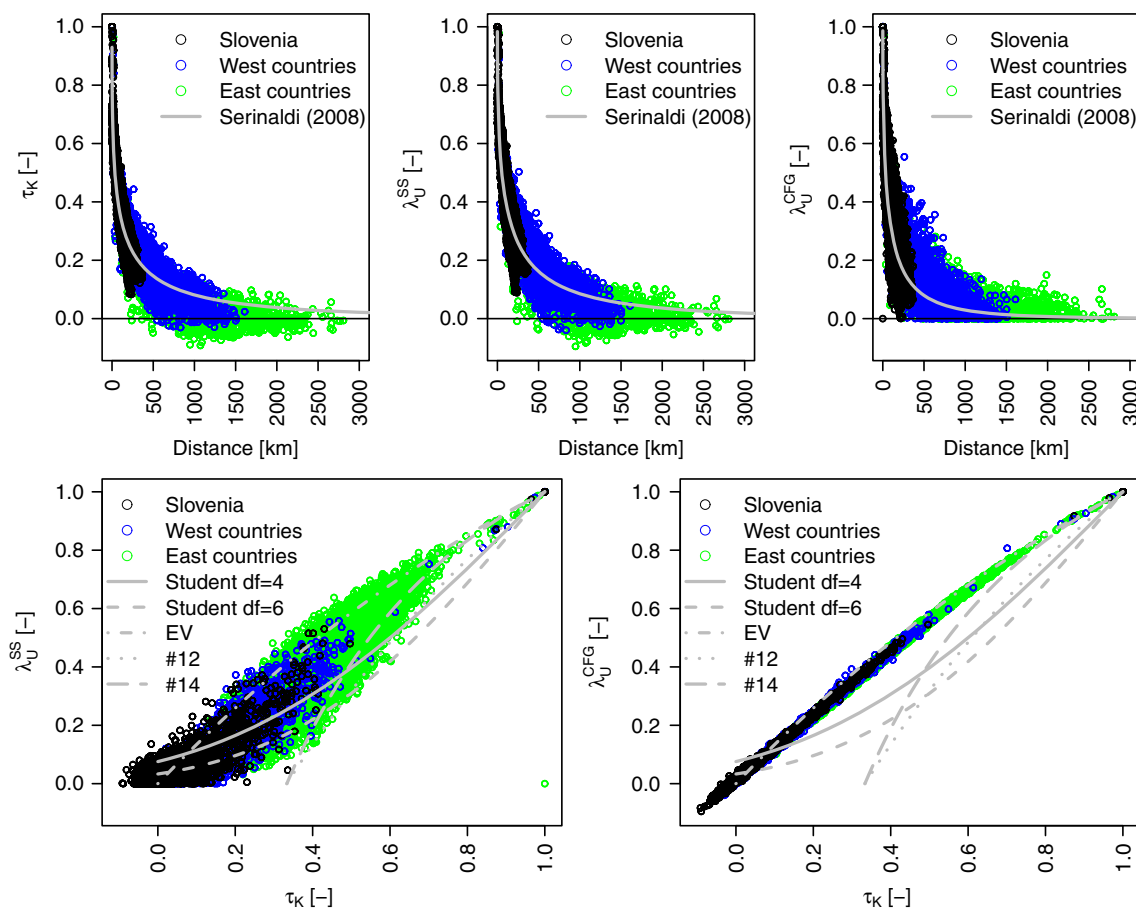 1.0
0.8
0.6
0.4
0.2
0.0
τK [–]
Slovenia
West countries
East countries
Serinaldi (2008)
0
500
1000
1500
2000
2500
3000
Distance [km]
1.0
0.8
0.6
0.4
0.2
0.0
λU^SS [–]
Slovenia
West countries
East countries
Serinaldi (2008)
0
500
1000
1500
2000
2500
3000
Distance [km]
1.0
0.8
0.6
0.4
0.2
0.0
λU^CFG [–]
Slovenia
West countries
East countries
Serinaldi (2008)
0
500
1000
1500
2000
2500
3000
Distance [km]
1.0
0.8
0.6
0.4
0.2
0.0
λU^SS [–]
Slovenia
West countries
East countries
Student df=4
Student df=6
EV
#12
#14
0.0
0.2
0.4
0.6
0.8
1.0
τK [–]
1.0
0.8
0.6
0.4
0.2
0.0
λU^CFG [–]
Slovenia
West countries
East countries
Student df=4
Student df=6
EV
#12
#14
0.0
0.2
0.4
0.6
0.8
1.0
τK [–]